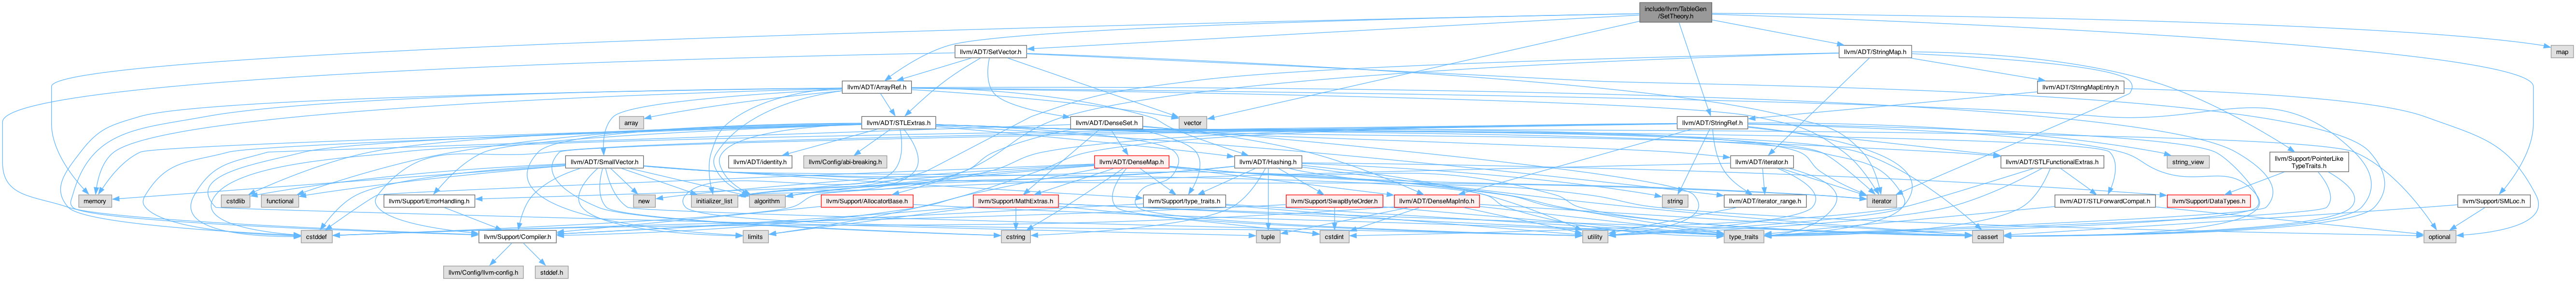 include/llvm/TableGen
/SetTheory.h
llvm/ADT/SetVector.h
llvm/ADT/StringMap.h
map
llvm/ADT/ArrayRef.h
llvm/ADT/StringMapEntry.h
array
llvm/ADT/STLExtras.h
llvm/ADT/DenseSet.h
vector
llvm/ADT/StringRef.h
llvm/ADT/SmallVector.h
llvm/ADT/identity.h
llvm/Config/abi-breaking.h
llvm/ADT/DenseMap.h
llvm/ADT/Hashing.h
llvm/ADT/iterator.h
llvm/ADT/STLFunctionalExtras.h
string_view
llvm/Support/PointerLike
TypeTraits.h
memory
cstdlib
functional
llvm/Support/ErrorHandling.h
new
initializer_list
algorithm
llvm/Support/AllocatorBase.h
llvm/Support/MathExtras.h
llvm/Support/type_traits.h
llvm/Support/SwapByteOrder.h
llvm/ADT/DenseMapInfo.h
string
llvm/ADT/iterator_range.h
iterator
llvm/ADT/STLForwardCompat.h
llvm/Support/DataTypes.h
llvm/Support/SMLoc.h
cstddef
llvm/Support/Compiler.h
limits
cstring
tuple
cstdint
utility
type_traits
cassert
optional
llvm/Config/llvm-config.h
stddef.h